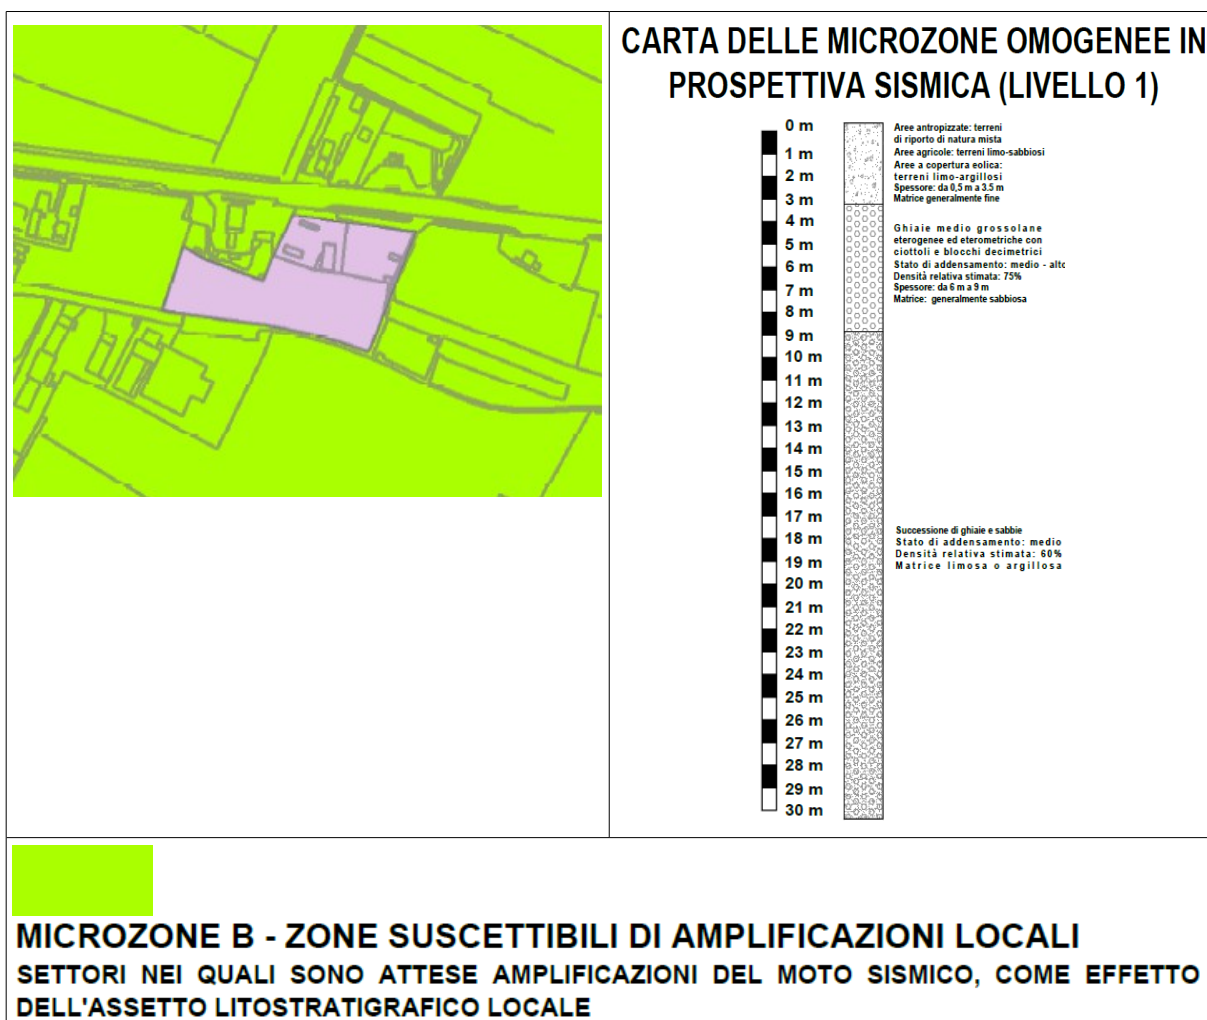 CARTA DELLE MICROZONE OMOGENEE IN
PROSPETTIVA SISMICA (LIVELLO 1)
0 m
1 m
2 m
3 m
4 m
5 m
6 m
7 m
8 m
9 m
10 m
11 m
12 m
13 m
14 m
15 m
16 m
17 m
18 m
19 m
20 m
21 m
22 m
23 m
24 m
25 m
26 m
27 m
28 m
29 m
30 m
Aree antropizzate: terreni
di riporto di natura mista
Aree agricole: terreni limo-sabbiosi
Aree a copertura eolica:
terreni limo-argillosi
Spessore: da 0,5 m a 3.5 m
Matrice generalmente fine
Ghiaie medio grossolane
eterogenee ed eterometriche con
ciottoli e blocchi decimetrici
Stato di addensamento: medio - alto
Densità relativa stimata: 75%
Spessore: da 6 m a 9 m
Matrice: generalmente sabbiosa
Successione di ghiaie e sabbie
Stato di addensamento: medio
Densità relativa stimata: 60%
Matrice limosa o argillosa
MICROZONE B - ZONE SUSCETTIBILI DI AMPLIFICAZIONI LOCALI
SETTORI NEI QUALI SONO ATTESE AMPLIFICAZIONI DEL MOTO SISMICO, COME EFFETTO
DELL'ASSETTO LITOSTRATIGRAFICO LOCALE